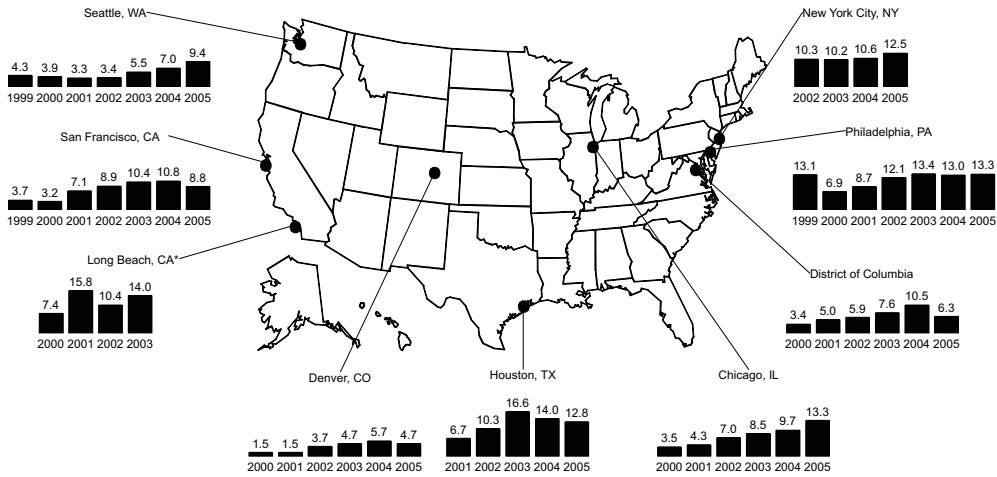 Seattle, WA
4.3 3.9 3.3 3.4 5.5 7.0 9.4
1999 2000 2001 2002 2003 2004 2005
San Francisco, CA
3.7 3.2 7.1 8.9 10.4 10.8 8.8
1999 2000 2001 2002 2003 2004 2005
Long Beach, CA*
7.4 15.8 10.4 14.0
2000 2001 2002 2003
Denver, CO
1.5 1.5 3.7 4.7 5.7 4.7
2000 2001 2002 2003 2004 2005
Houston, TX
6.7 10.3 16.6 14.0 12.8
2001 2002 2003 2004 2005
Chicago, IL
3.5 4.3 7.0 8.5 9.7 13.3
2000 2001 2002 2003 2004 2005
New York City, NY
10.3 10.2 10.6 12.5
2002 2003 2004 2005
Philadelphia, PA
13.1 6.9 8.7 12.1 13.4 13.0 13.3
1999 2000 2001 2002 2003 2004 2005
District of Columbia
3.4 5.0 5.9 7.6 10.5 6.3
2000 2001 2002 2003 2004 2005